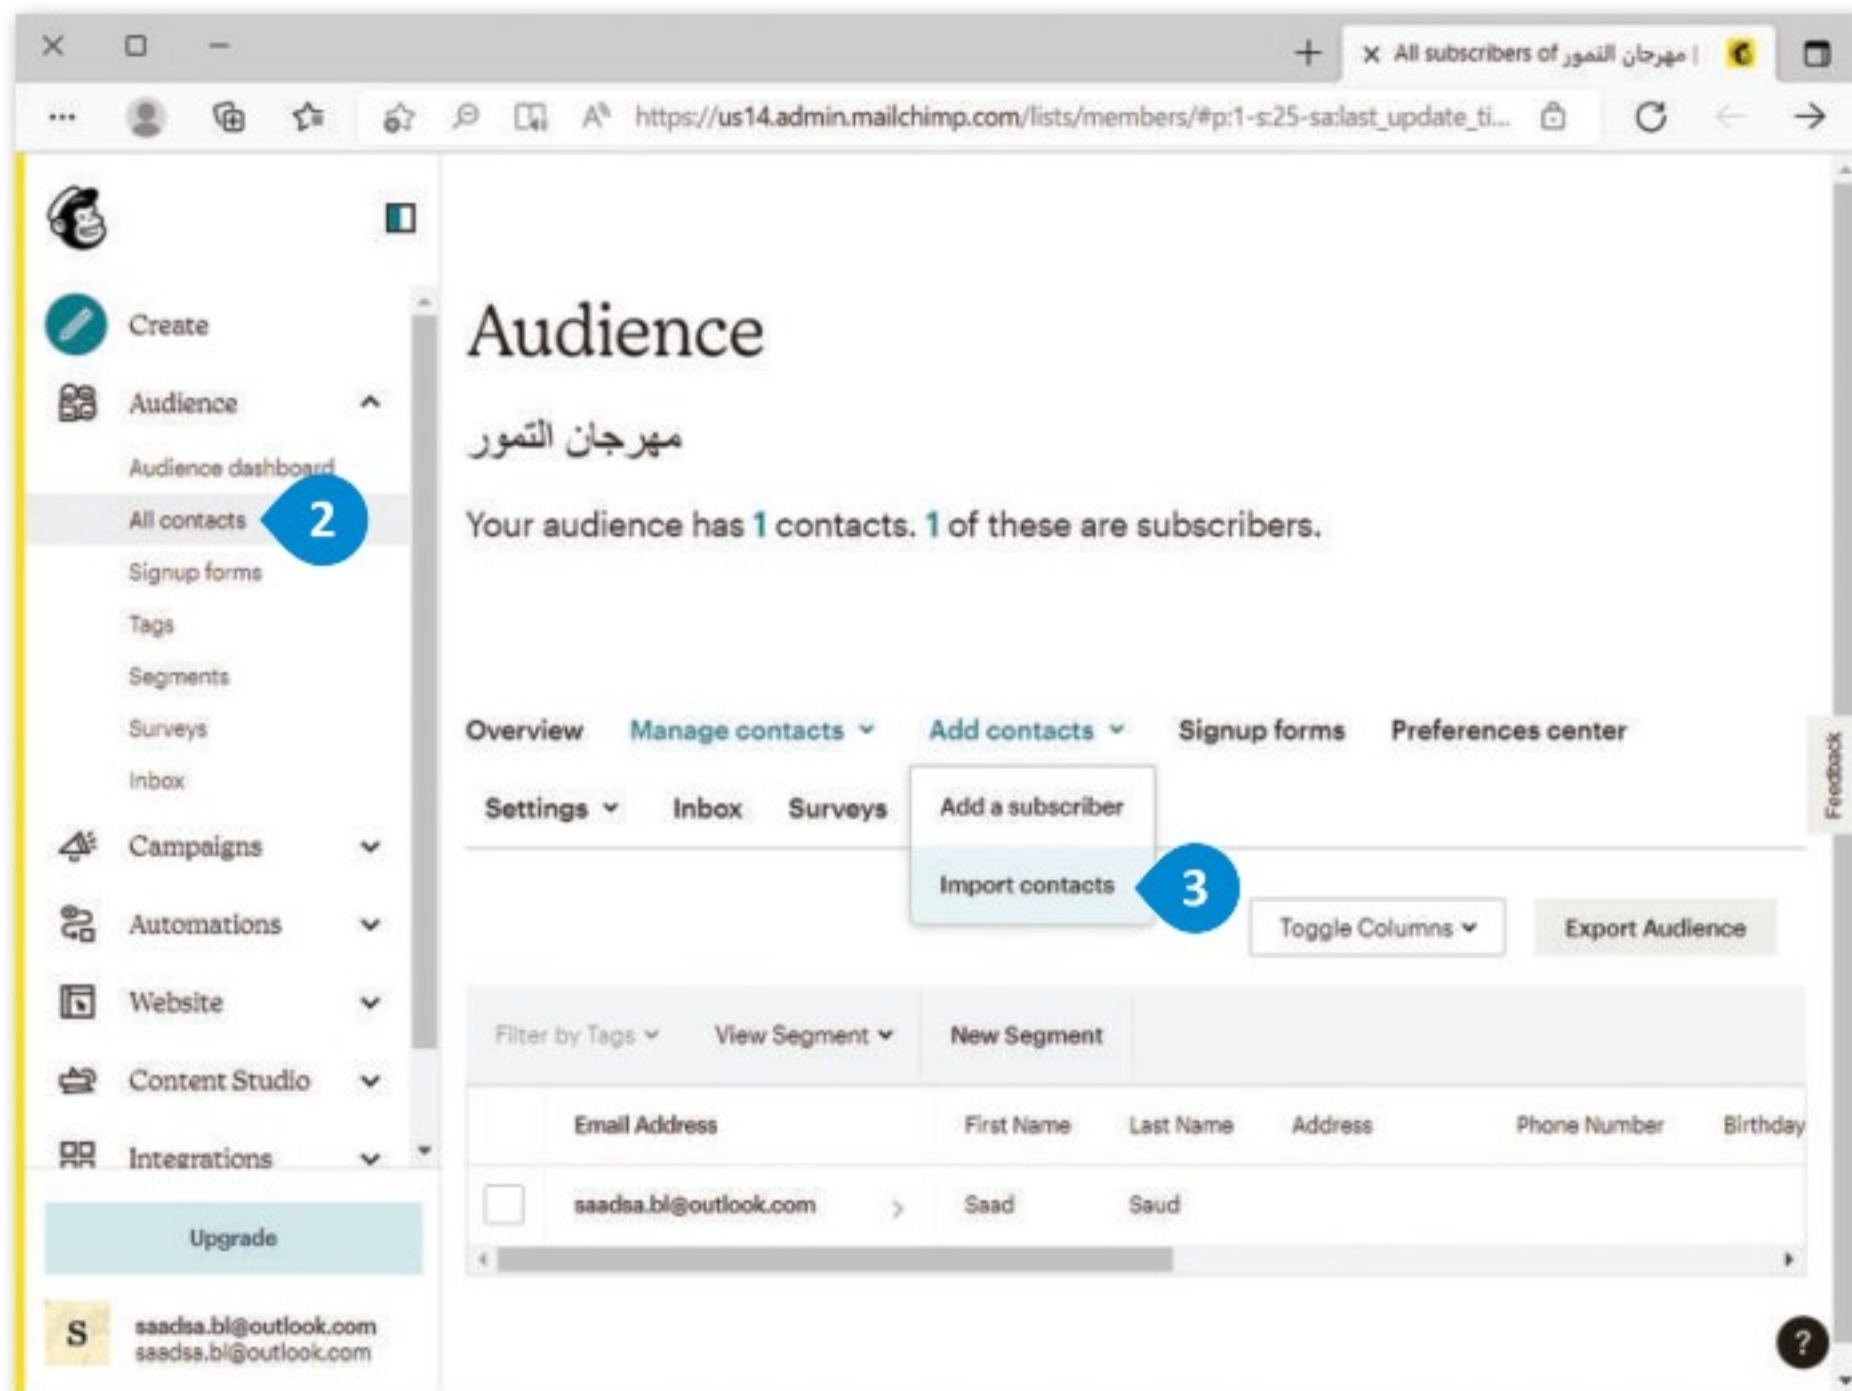 All subscribers of مهرجان التمور |
https://us14.admin.mailchimp.com/lists/members/#p:1-s:25-sa:last_update_ti...
Create
Audience
Audience dashboard
All contacts
2
Signup forms
Tags
Segments
Surveys
Inbox
Campaigns
Automations
Website
Content Studio
Integrations
Upgrade
S
saadsa.bl@outlook.com
saadsa.bl@outlook.com
Audience
مهرجان التمور
Your audience has 1 contacts. 1 of these are subscribers.
Overview Manage contacts Add contacts Signup forms Preferences center
Settings Inbox Surveys
Add a subscriber
Import contacts
3
Toggle Columns Export Audience
Filter by Tags View Segment New Segment
Email Address First Name Last Name Address Phone Number Birthday
saadsa.bl@outlook.com Saad Saud
Feedback
?